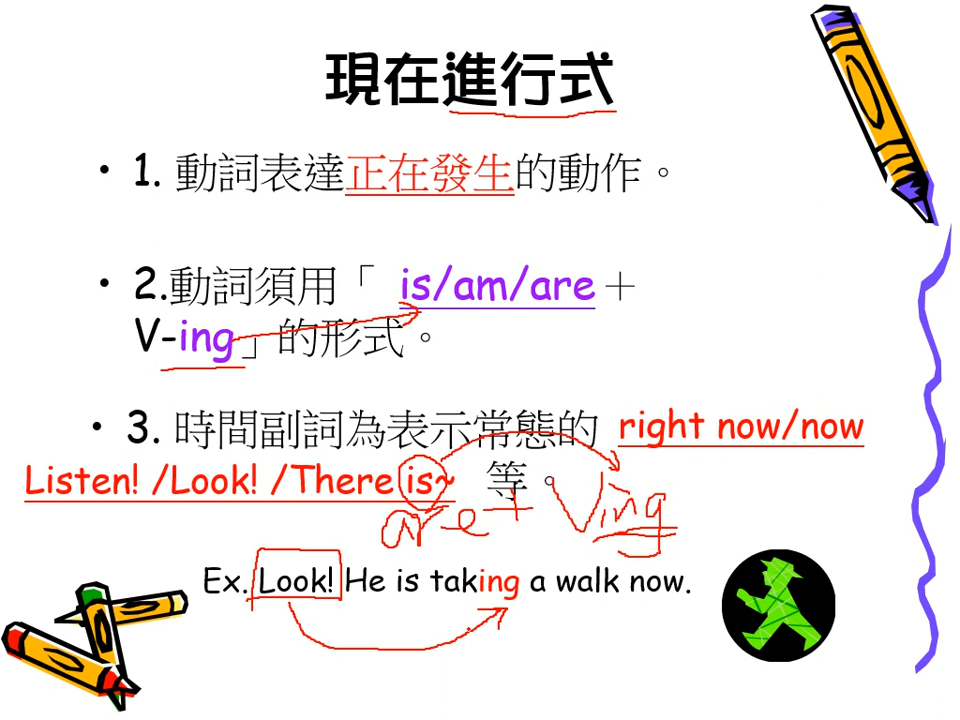 現在進行式
• 1. 動詞表達正在發生的動作。
• 2.動詞須用「 is/am/are＋
V-ing」的形式。
• 3. 時間副詞為表示常態的 right now/now
Listen! /Look! /There is~ 等。
are + Ving
Ex. Look! He is taking a walk now.